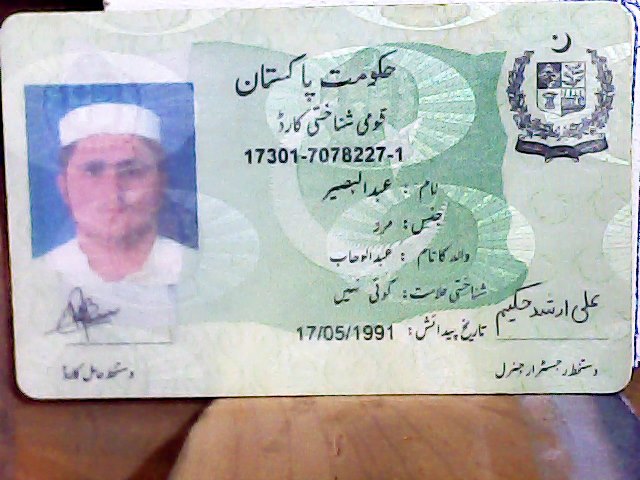 حکومت پاکستان
قومی شناختی کارڈ
17301-7078227-1
نام : عبدالبصیر
جنس : مرد
والد کا نام : عبدالوحاب
شناختی علامت : کوئی نہیں
تاریخ پیدائش : 17/05/1991
علی ارشد حکیم
دستخط حامل کارڈ
دستخط رجسٹرار جنرل